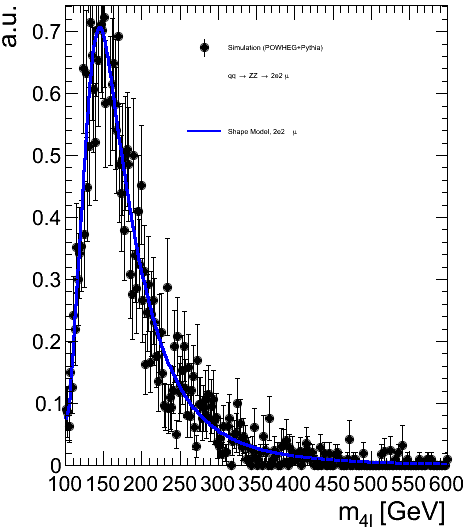 a.u.
Simulation (POWHEG+Pythia)
qq → ZZ → 2e2 μ
Shape Model, 2e2 μ
0.7
0.6
0.5
0.4
0.3
0.2
0.1
0
100 150 200 250 300 350 400 450 500 550 600
m4l [GeV]